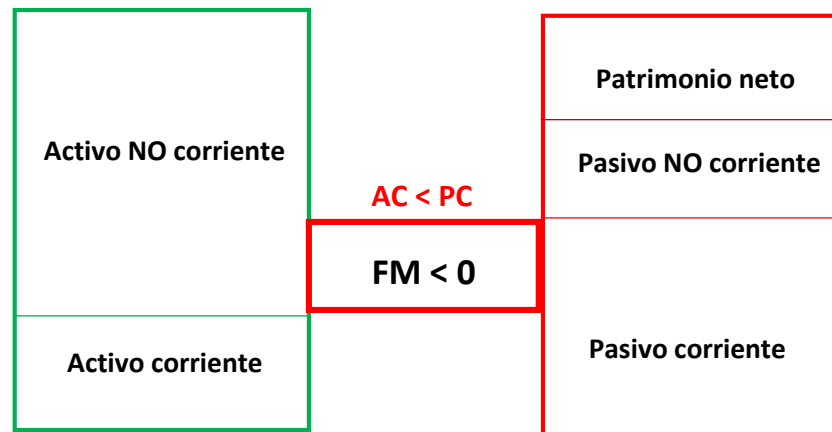 Activo NO corriente
Activo corriente
AC < PC
FM < 0
Patrimonio neto
Pasivo NO corriente
Pasivo corriente